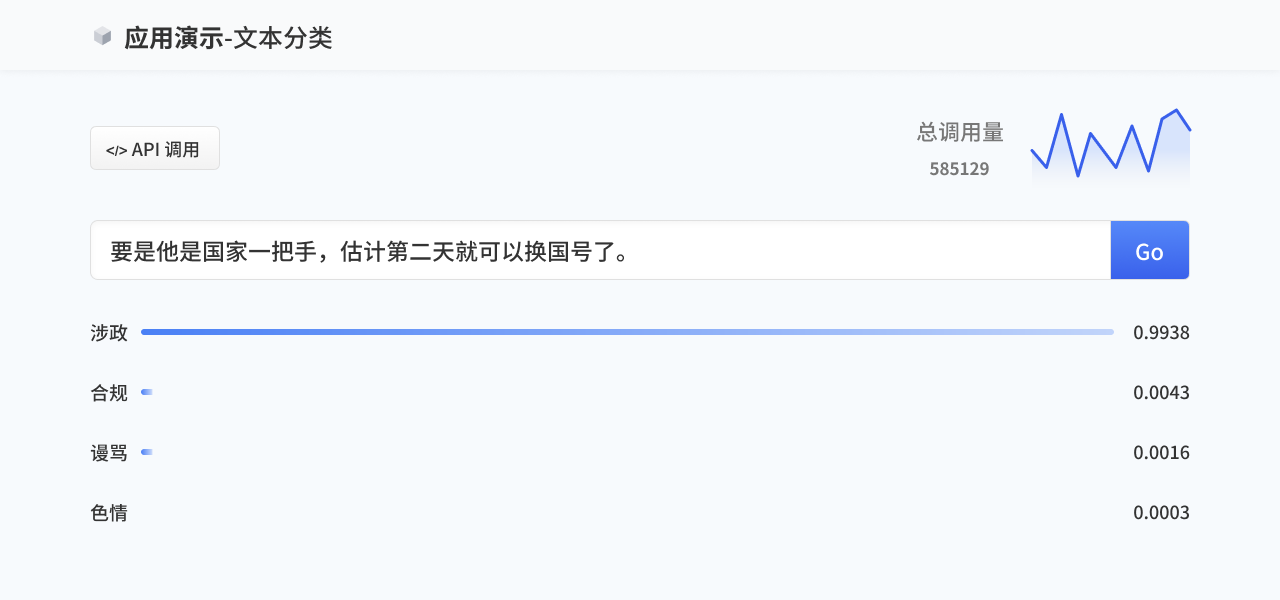 应用演示-文本分类
</> API 调用
总调用量
585129
要是他是国家一把手，估计第二天就可以换国号了。
Go
涉政 0.9938
合规 0.0043
谩骂 0.0016
色情 0.0003